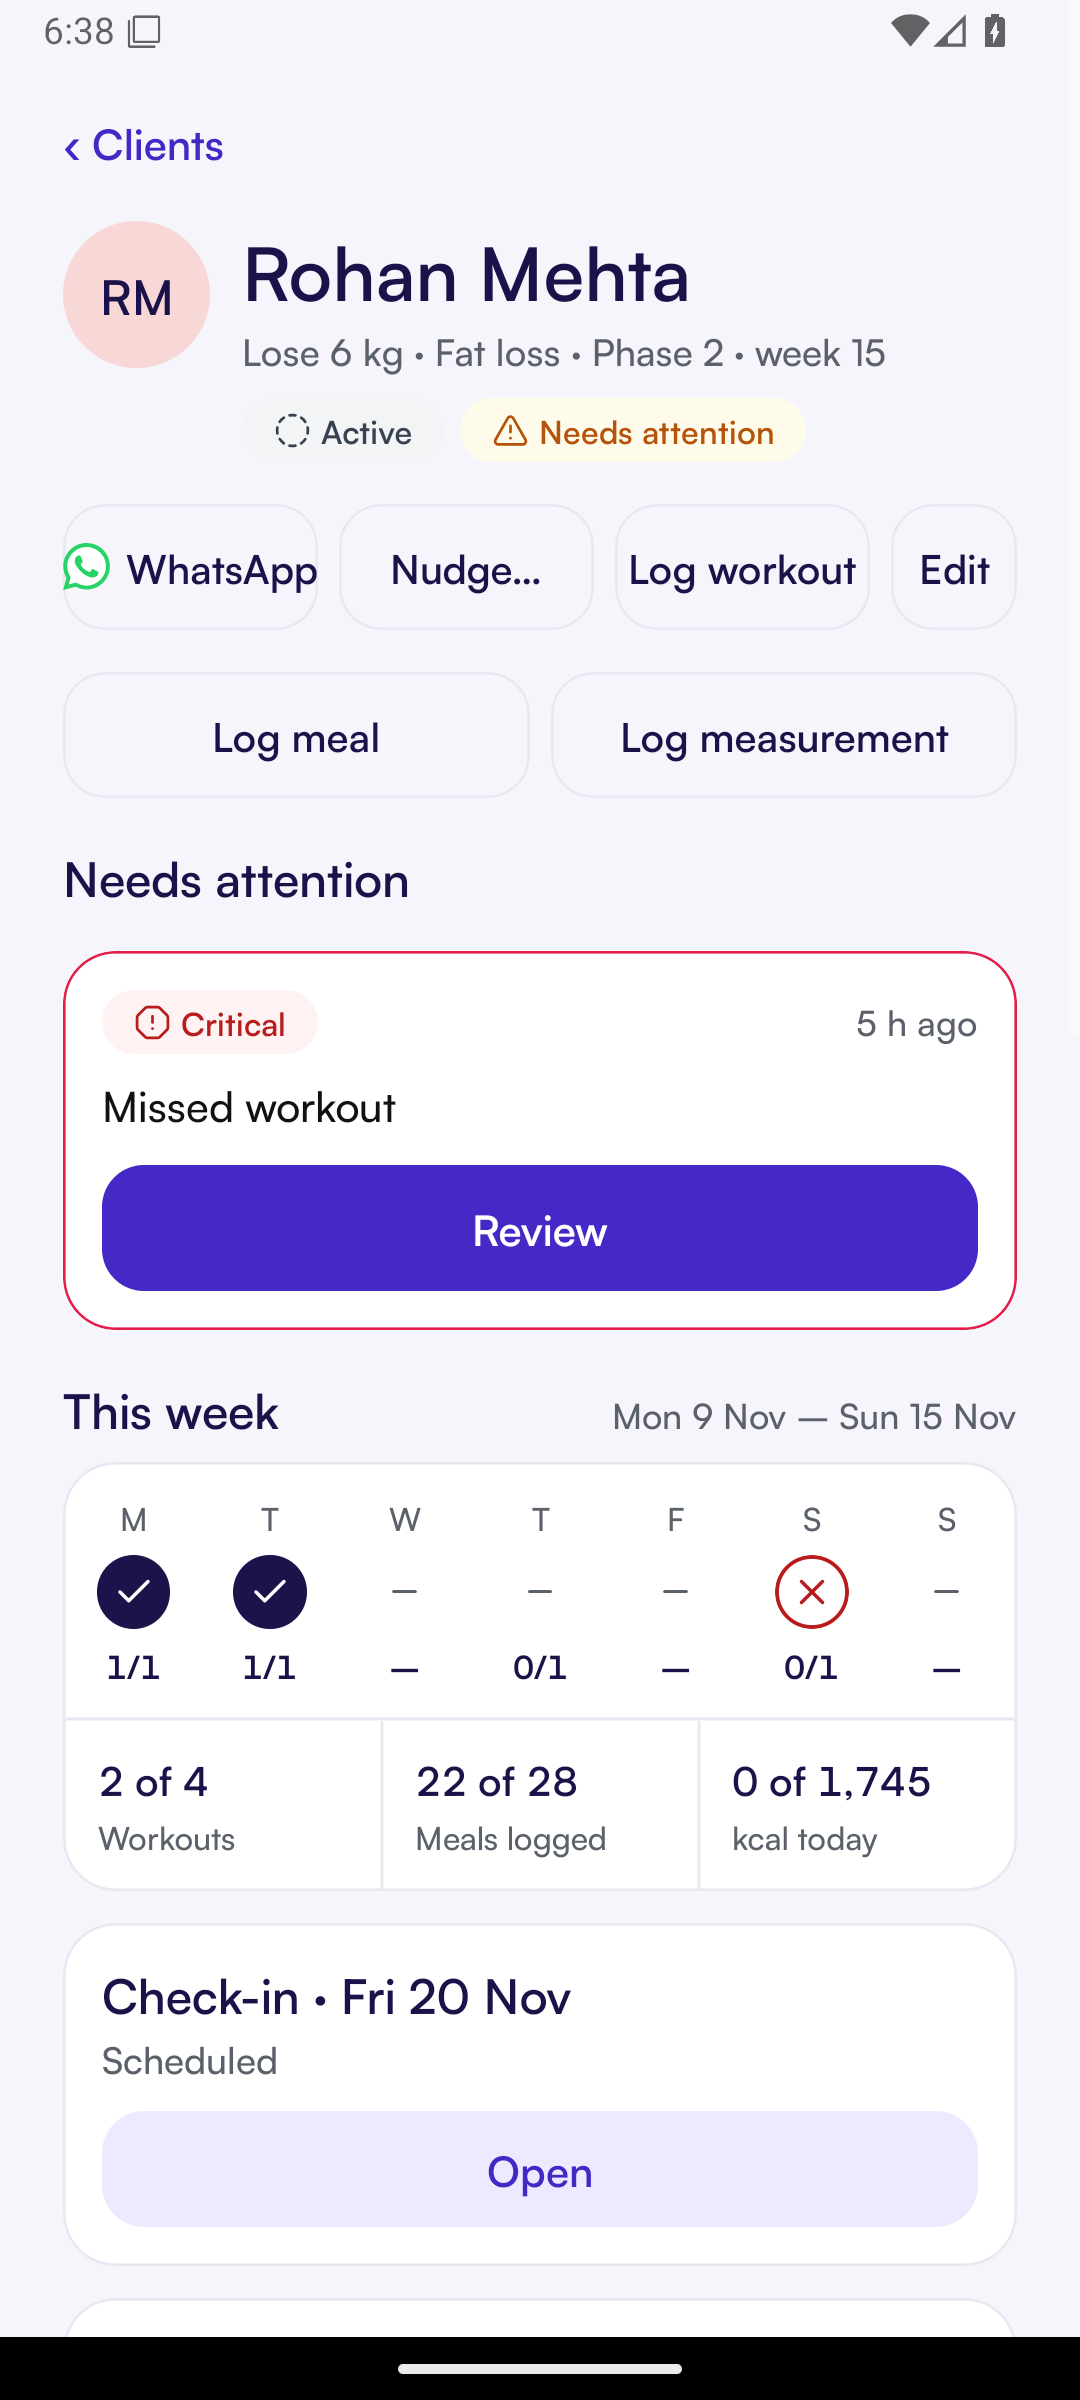 6:38
‹ Clients
RM
Rohan Mehta
Lose 6 kg · Fat loss · Phase 2 · week 15
Active
Needs attention
WhatsApp
Nudge...
Log workout
Edit
Log meal
Log measurement
Needs attention
Critical
5 h ago
Missed workout
Review
This week
Mon 9 Nov — Sun 15 Nov
M T W T F S S
– – – –
1/1 1/1 – 0/1 – 0/1 –
2 of 4
Workouts
22 of 28
Meals logged
0 of 1,745
kcal today
Check-in · Fri 20 Nov
Scheduled
Open